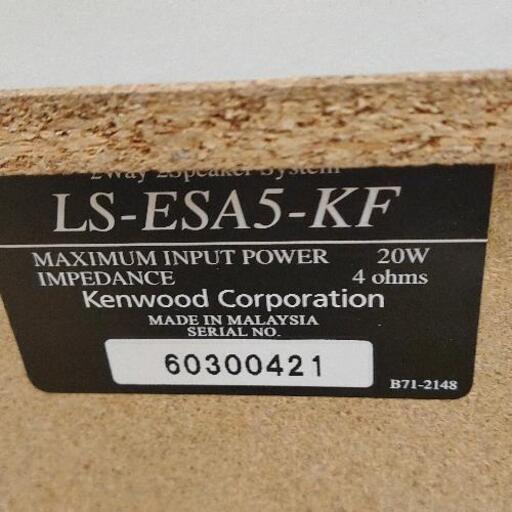 2Way 2Speaker System
LS-ESA5-KF
MAXIMUM INPUT POWER 20W
IMPEDANCE 4 ohms
Kenwood Corporation
MADE IN MALAYSIA
SERIAL NO.
60300421
B71-2148